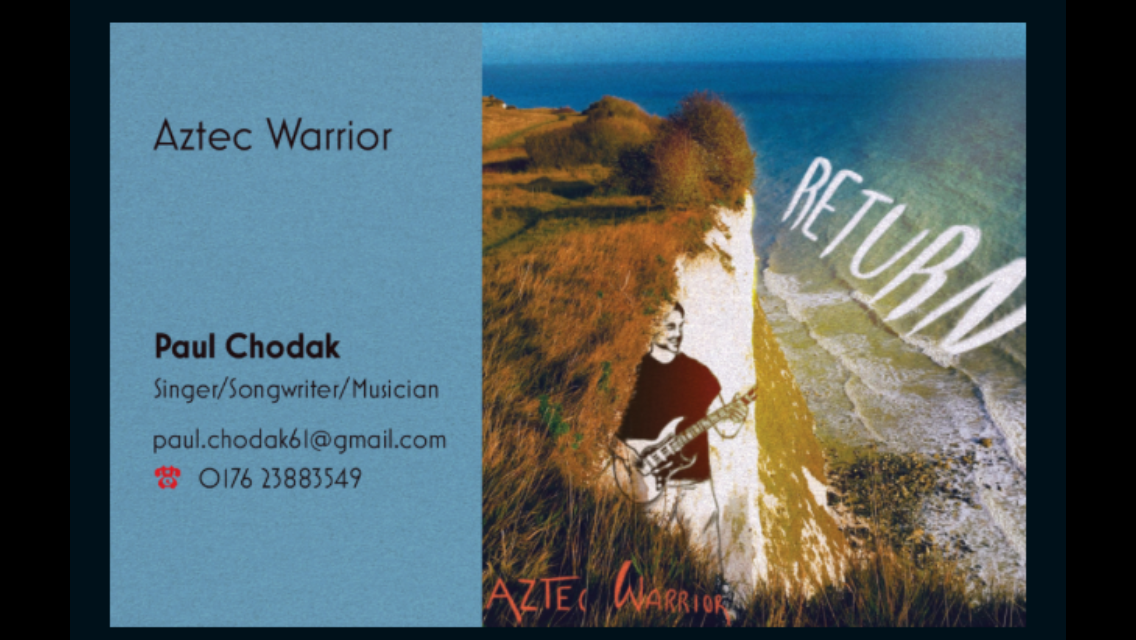 Aztec Warrior
Paul Chodak
Singer/Songwriter/Musician
paul.chodak61@gmail.com
☎ 0176 23883549
RETURN
AZTEC WARRIOR